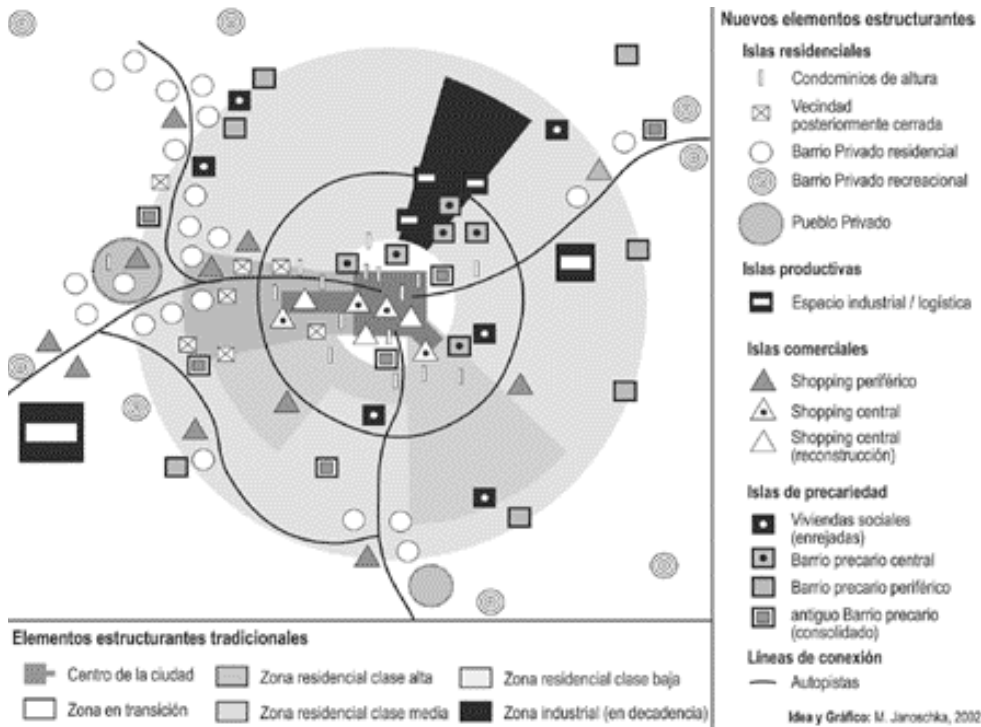 Nuevos elementos estructurantes
Islas residenciales
Condominios de altura
Vecindad
posteriormente cerrada
Barrio Privado residencial
Barrio Privado recreacional
Pueblo Privado
Islas productivas
Espacio industrial / logística
Islas comerciales
Shopping periférico
Shopping central
Shopping central
(reconstrucción)
Islas de precariedad
Viviendas sociales
(enrejadas)
Barrio precario central
Barrio precario periférico
antiguo Barrio precario
(consolidado)
Líneas de conexión
Autopistas
Idea y Gráfico: M. Janoschka, 2002
Elementos estructurantes tradicionales
Centro de la ciudad
Zona residencial clase alta
Zona residencial clase baja
Zona en transición
Zona residencial clase media
Zona industrial (en decadencia)